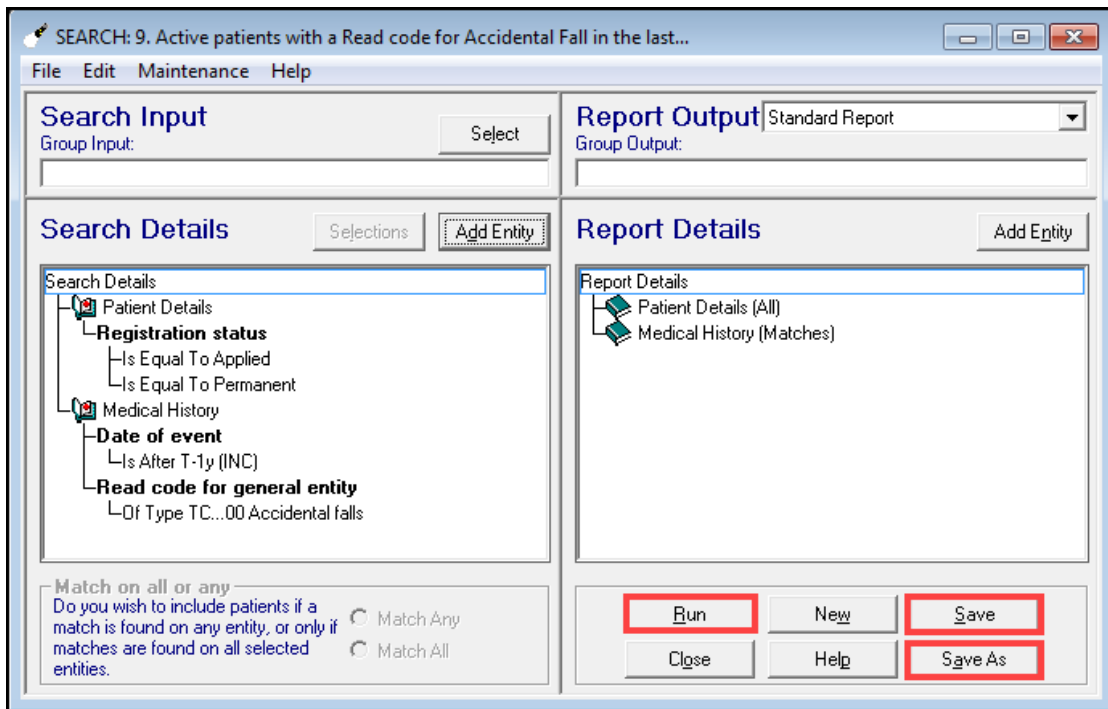 SEARCH: 9. Active patients with a Read code for Accidental Fall in the last...
File Edit Maintenance Help
Search Input
Select
Group Input:
Report Output Standard Report
Group Output:
Search Details
Selections
Add Entity
Search Details
Patient Details
Registration status
Is Equal To Applied
Is Equal To Permanent
Medical History
Date of event
Is After T-1y (INC)
Read code for general entity
Of Type TC...00 Accidental falls
Report Details
Add Entity
Report Details
Patient Details (All)
Medical History (Matches)
Match on all or any
Do you wish to include patients if a
match is found on any entity, or only if
matches are found on all selected
entities.
Match Any
Match All
Run New Save
Close Help Save As